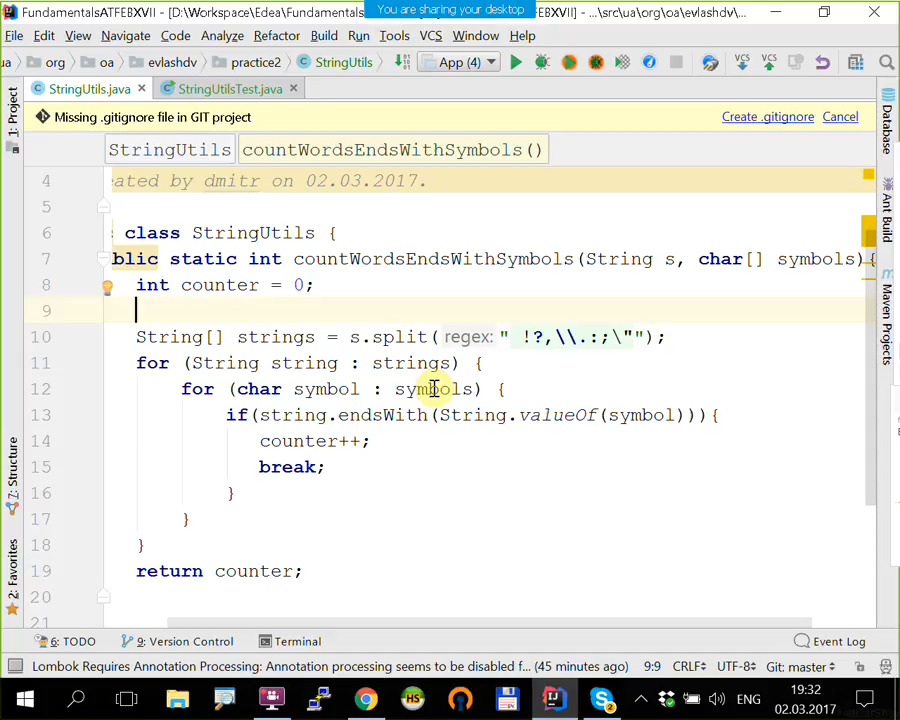 FundamentalsATFEBXVII - [D:\Workspace\Edea\Fundamentals
You are sharing your desktop
FEBXVII] - ...\src\ua\org\oa\evlashdv\...
File Edit View Navigate Code Analyze Refactor Build Run Tools VCS Window Help
ua org oa evlashdv practice2 StringUtils App (4) VCS VCS
StringUtils.java StringUtilsTest.java
Missing .gitignore file in GIT project Create .gitignore Cancel
StringUtils countWordsEndsWithSymbols()
4 eated by dmitr on 02.03.2017.
5
6 class StringUtils {
7 blic static int countWordsEndsWithSymbols(String s, char[] symbols){
8 int counter = 0;
9
10 String[] strings = s.split( regex: " !?,\\.:;\"");
11 for (String string : strings) {
12 for (char symbol : symbols) {
13 if(string.endsWith(String.valueOf(symbol))){
14 counter++;
15 break;
16 }
17 }
18 }
19 return counter;
20
21
1: Project
7: Structure
2: Favorites
Database
Ant Build
Maven Projects
6: TODO 9: Version Control Terminal Event Log
Lombok Requires Annotation Processing: Annotation processing seems to be disabled f... (45 minutes ago) 9:9 CRLF UTF-8 Git: master
HS 2 ENG 19:32
02.03.2017